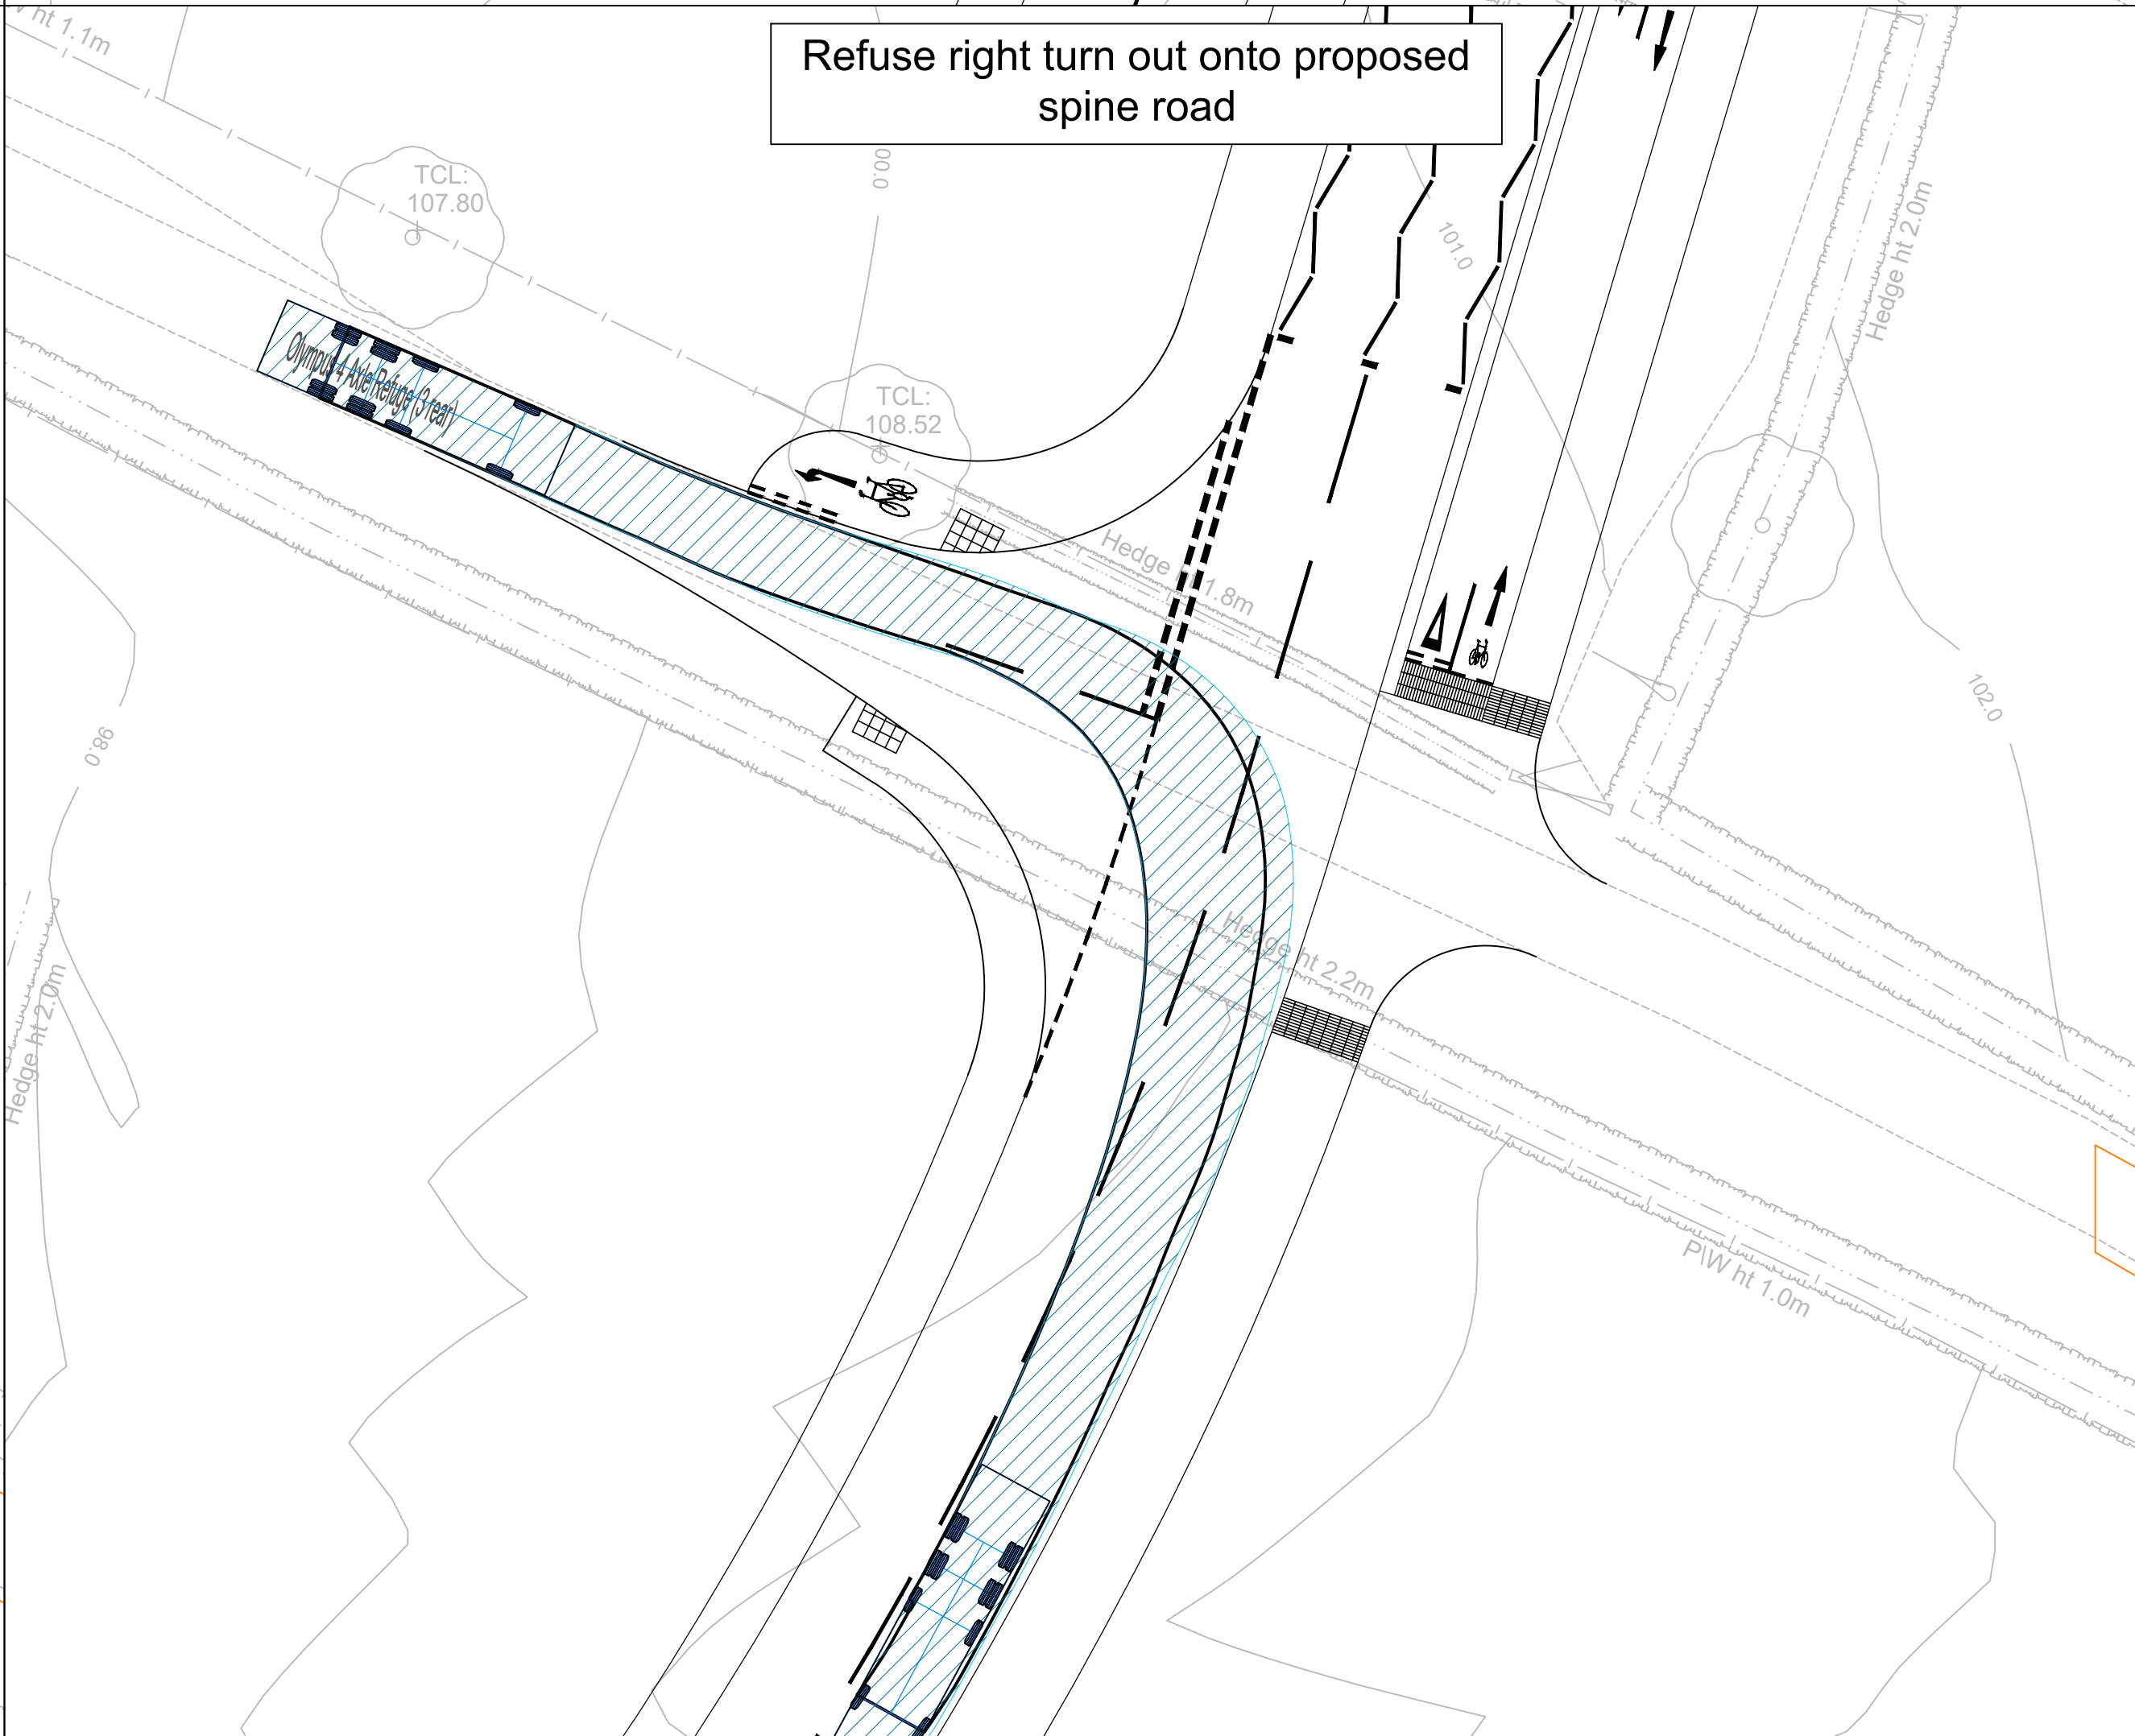 Refuse right turn out onto proposed
spine road
ht 1.1m
TCL:
107.80
00.0
101.0
Hedge ht 2.0m
Olympus 4 Axle Refuge (3 rear)
TCL:
108.52
Hedge ht 1.8m
102.0
98.0
Hedge ht 2.2m
Hedge ht 2.0m
P\W ht 1.0m